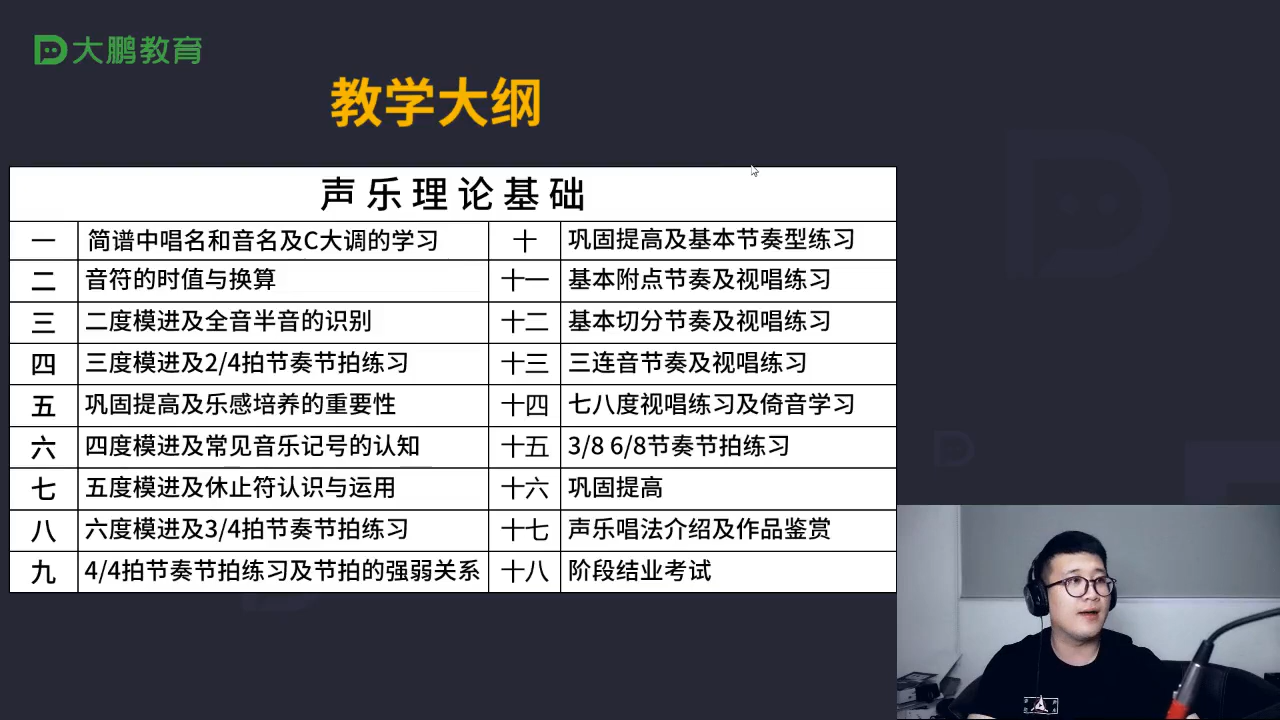 大鹏教育
教学大纲
声乐理论基础
一 简谱中唱名和音名及C大调的学习 十 巩固提高及基本节奏型练习
二 音符的时值与换算 十一 基本附点节奏及视唱练习
三 二度模进及全音半音的识别 十二 基本切分节奏及视唱练习
四 三度模进及2/4拍节奏节拍练习 十三 三连音节奏及视唱练习
五 巩固提高及乐感培养的重要性 十四 七八度视唱练习及倚音学习
六 四度模进及常见音乐记号的认知 十五 3/8 6/8节奏节拍练习
七 五度模进及休止符认识与运用 十六 巩固提高
八 六度模进及3/4拍节奏节拍练习 十七 声乐唱法介绍及作品鉴赏
九 4/4拍节奏节拍练习及节拍的强弱关系 十八 阶段结业考试